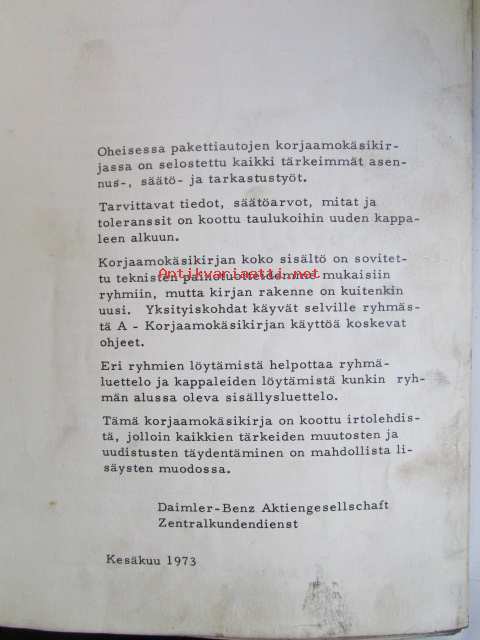 Oheisessa pakettiautojen korjaamokäsikir-
jassa on selostettu kaikki tärkeimmät asen-
nus-, säätö- ja tarkastustyöt.
Tarvittavat tiedot, säätöarvot, mitat ja
toleranssit on koottu taulukoihin uuden kappa-
leen alkuun.
Korjaamokäsikirjan koko sisältö on sovitet-
tu teknisten painotuotteidemme mukaisiin
Antikvariaatti.net
ryhmiin, mutta kirjan rakenne on kuitenkin
uusi. Yksityiskohdat käyvät selville ryhmäs-
tä A - Korjaamokäsikirjan käyttöä koskevat
ohjeet.
Eri ryhmien löytämistä helpottaa ryhmä-
luettelo ja kappaleiden löytämistä kunkin ryh-
män alussa oleva sisällysluettelo.
Tämä korjaamokäsikirja on koottu irtolehdis-
tä, jolloin kaikkien tärkeiden muutosten ja
uudistusten täydentäminen on mahdollista li-
säysten muodossa.
Daimler-Benz Aktiengesellschaft
Zentralkundendienst
Kesäkuu 1973